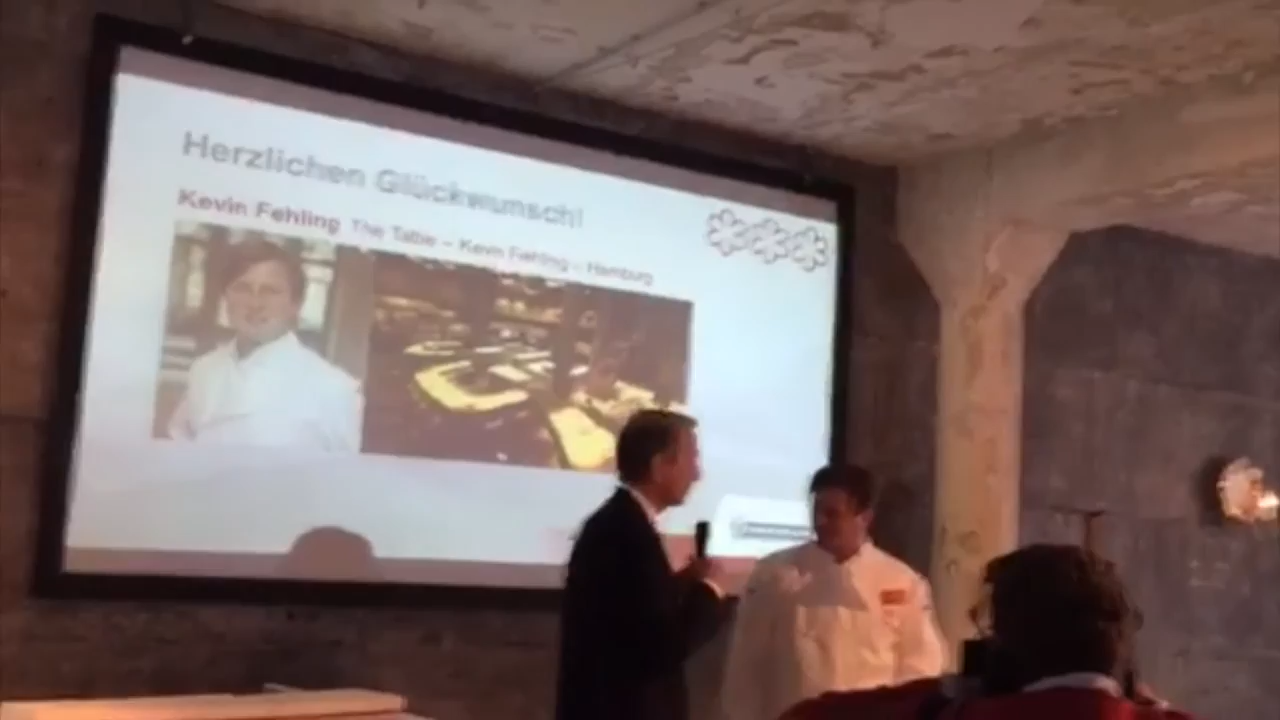 Herzlichen Glückwunsch!
Kevin Fehling The Table – Kevin Fehling – Hamburg